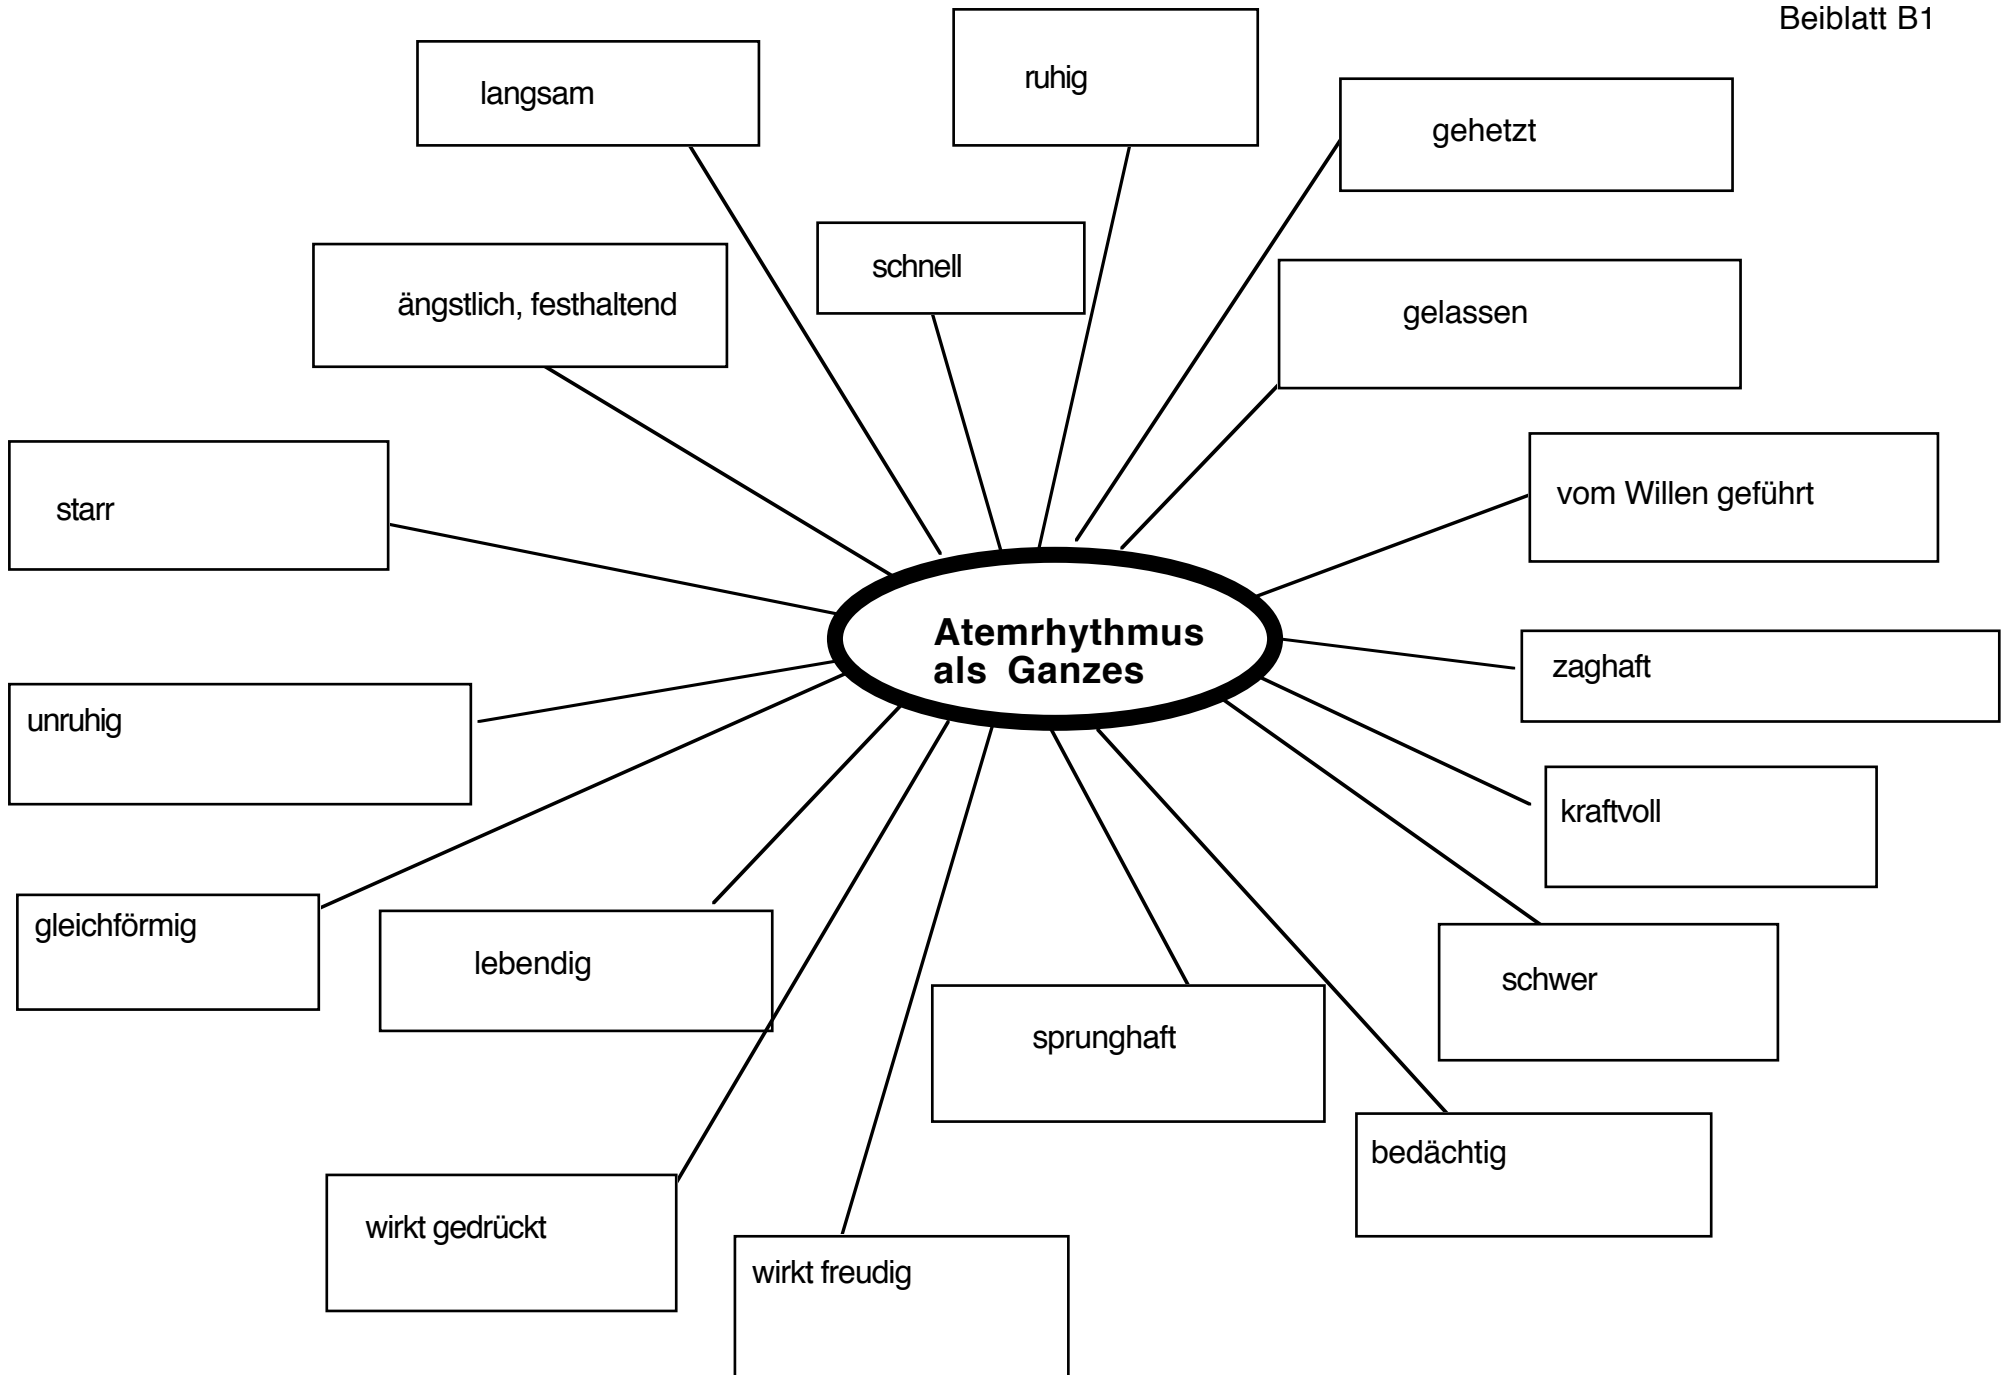 Beiblatt B1
ruhig
langsam
gehetzt
schnell
ängstlich, festhaltend
gelassen
vom Willen geführt
starr
Atemrhythmus
als Ganzes
zaghaft
unruhig
kraftvoll
gleichförmig
lebendig
schwer
sprunghaft
bedächtig
wirkt gedrückt
wirkt freudig